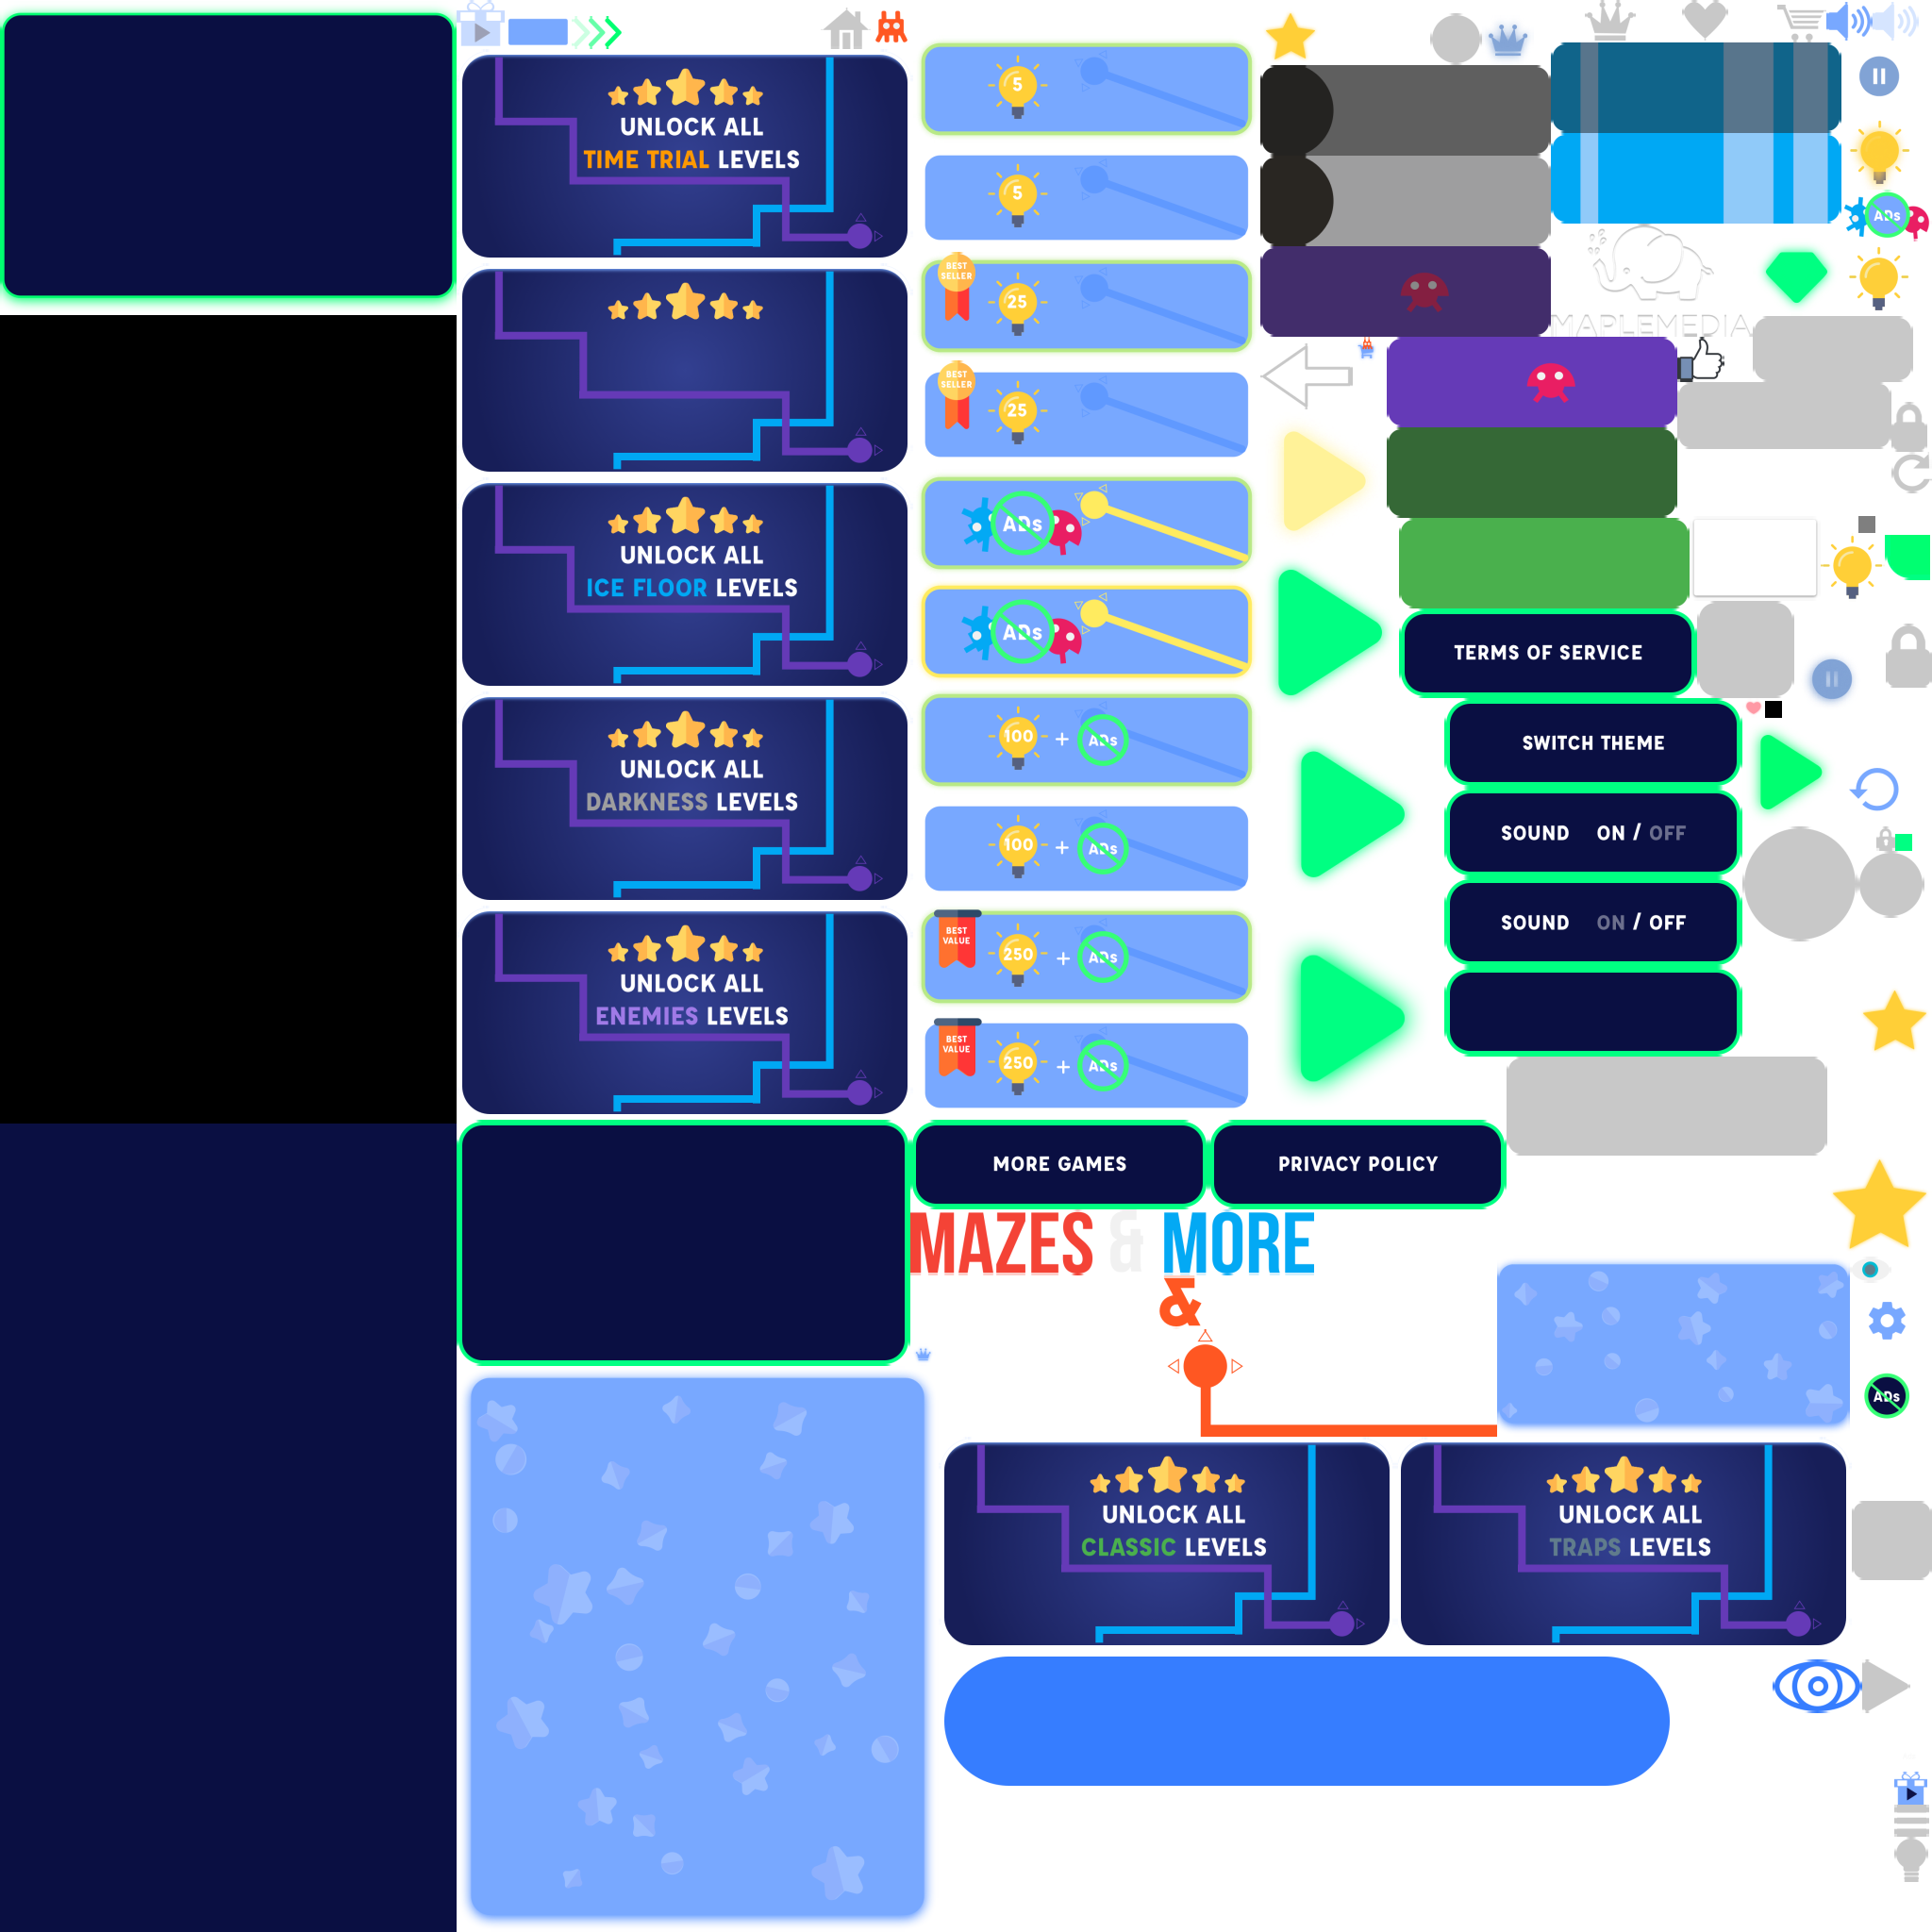 UNLOCK ALL
TIME TRIAL LEVELS
UNLOCK ALL
ICE FLOOR LEVELS
UNLOCK ALL
DARKNESS LEVELS
UNLOCK ALL
ENEMIES LEVELS
5
5
BEST
SELLER
25
BEST
SELLER
25
ADs
ADs
100 + ADs
100 + ADs
BEST
VALUE
250 + ADs
BEST
VALUE
250 + ADs
ADs
MAPLEMEDIA
TERMS OF SERVICE
SWITCH THEME
SOUND ON / OFF
SOUND ON / OFF
MORE GAMES
PRIVACY POLICY
MAZES & MORE
&
ADs
UNLOCK ALL
CLASSIC LEVELS
UNLOCK ALL
TRAPS LEVELS